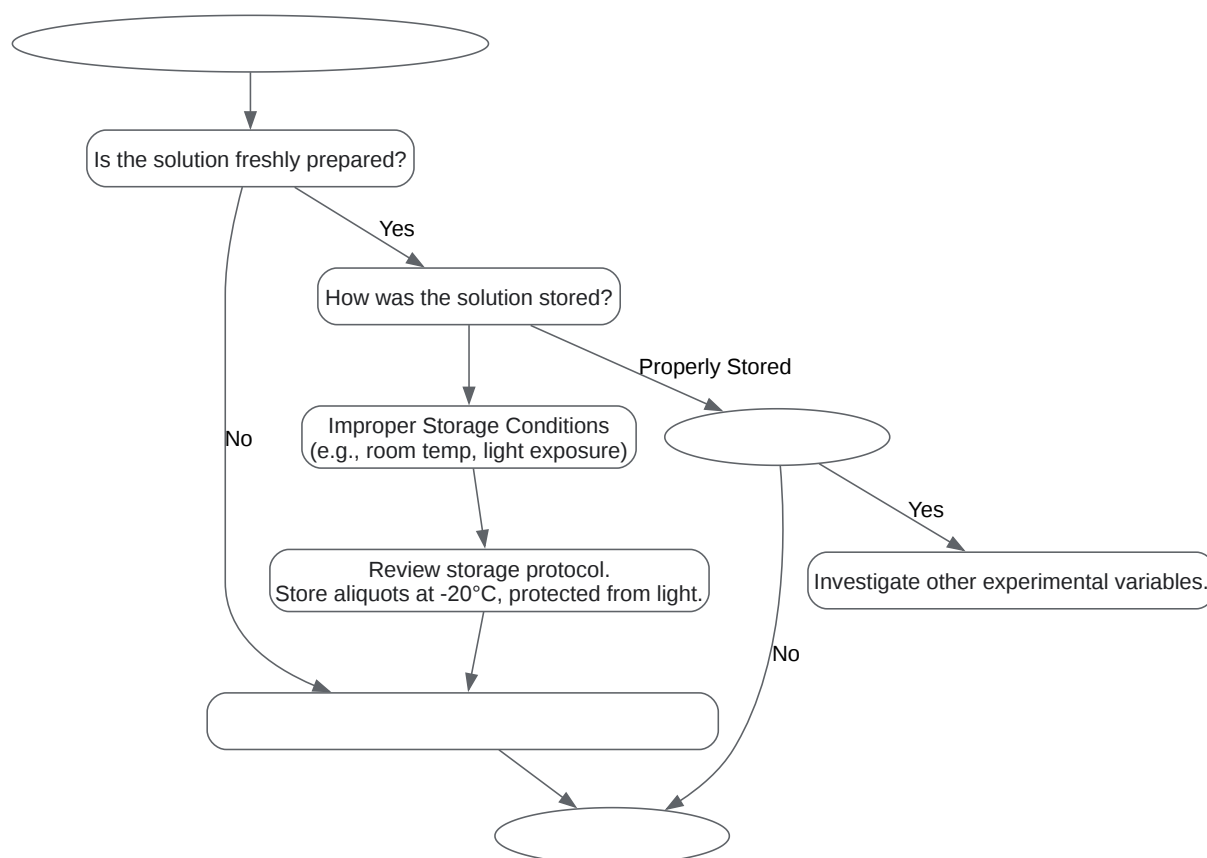 Is the solution freshly prepared?
Yes
How was the solution stored?
Properly Stored
Improper Storage Conditions
(e.g., room temp, light exposure)
No
Yes
Review storage protocol.
Store aliquots at -20°C, protected from light.
Investigate other experimental variables.
No